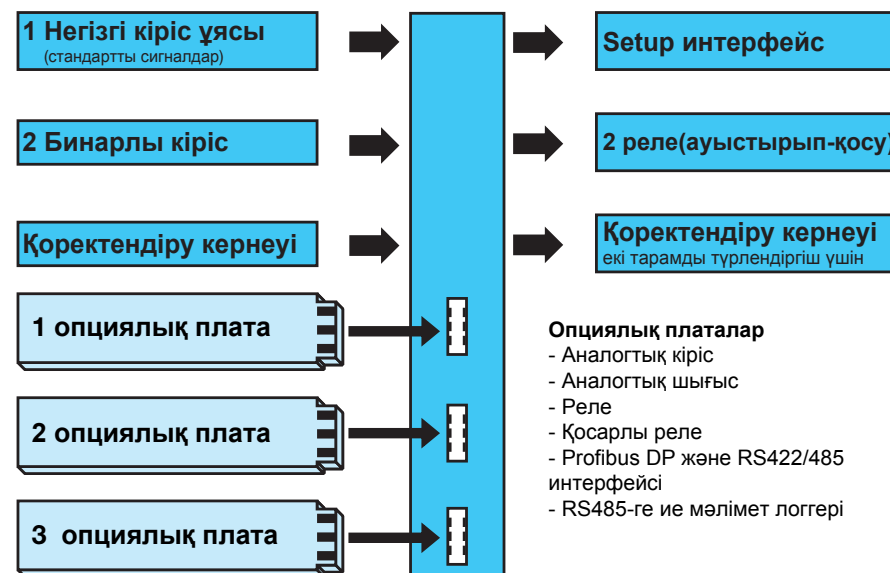 1 Негізгі кіріс ұясы
(стандартты сигналдар)
2 Бинарлы кіріс
Қоректендіру кернеуі
1 опциялық плата
2 опциялық плата
3 опциялық плата
Setup интерфейс
2 реле(ауыстырып-қосу)
Қоректендіру кернеуі
екі тарамды түрлендіргіш үшін
Опциялық платалар
- Аналогтық кіріс
- Аналогтық шығыс
- Реле
- Қосарлы реле
- Profibus DP және RS422/485
интерфейсі
- RS485-ге ие мәлімет логгері